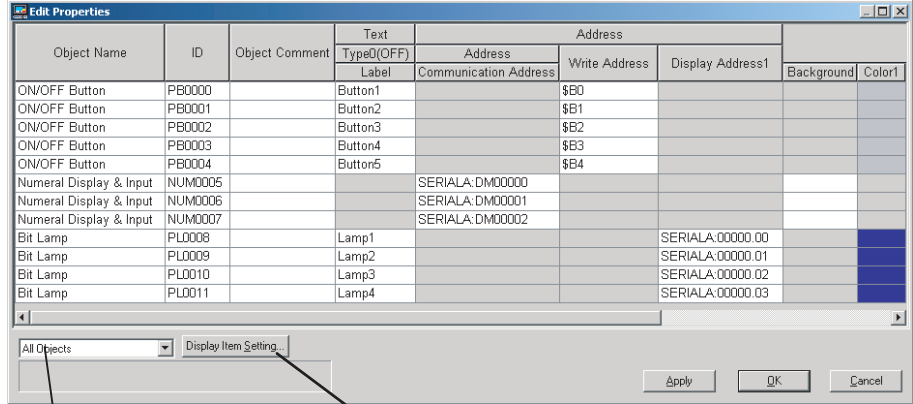 Edit Properties
Text Address
Object Name ID Object Comment Type0(OFF) Address Write Address Display Address1
Label Communication Address Background Color1
ON/OFF Button PB0000 Button1 $B0
ON/OFF Button PB0001 Button2 $B1
ON/OFF Button PB0002 Button3 $B2
ON/OFF Button PB0003 Button4 $B3
ON/OFF Button PB0004 Button5 $B4
Numeral Display & Input NUM0005 SERIALA:DM00000
Numeral Display & Input NUM0006 SERIALA:DM00001
Numeral Display & Input NUM0007 SERIALA:DM00002
Bit Lamp PL0008 Lamp1 SERIALA:00000.00
Bit Lamp PL0009 Lamp2 SERIALA:00000.01
Bit Lamp PL0010 Lamp3 SERIALA:00000.02
Bit Lamp PL0011 Lamp4 SERIALA:00000.03
All Objects Display Item Setting...
Apply OK Cancel